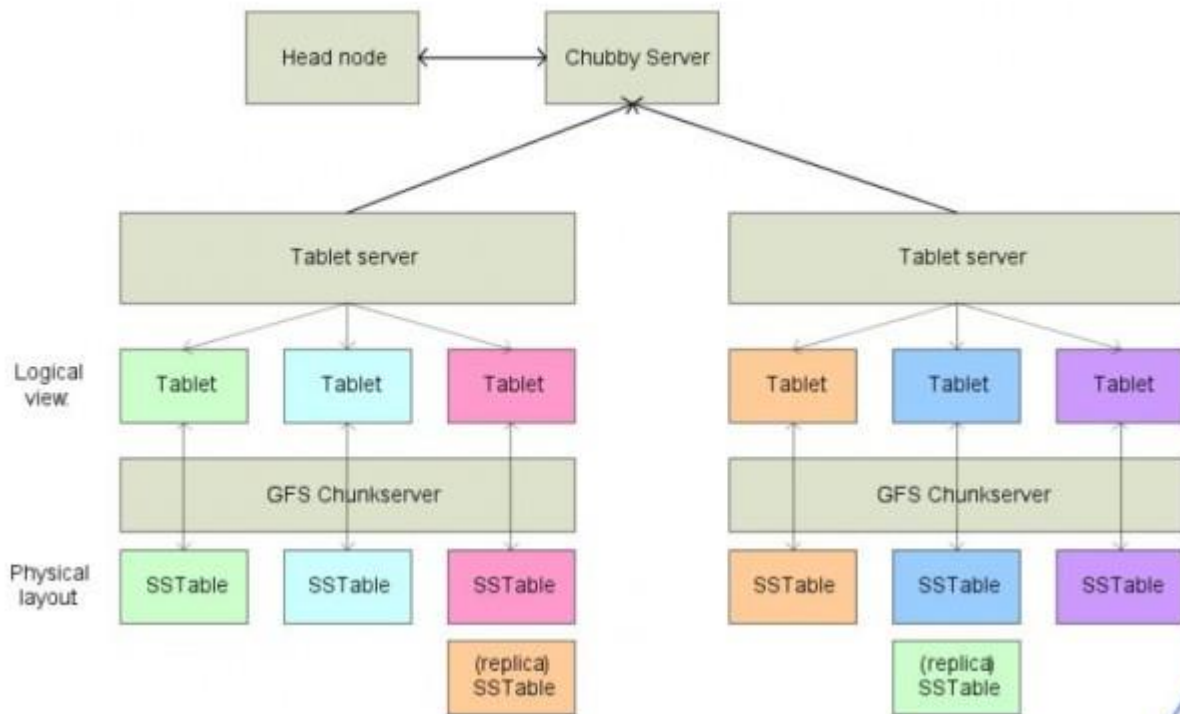 Head node
Chubby Server
Tablet server
Tablet server
Logical
view:
Tablet
Tablet
Tablet
Tablet
Tablet
Tablet
GFS Chunkserver
GFS Chunkserver
Physical
layout
SSTable
SSTable
SSTable
SSTable
SSTable
SSTable
(replica)
SSTable
(replica)
SSTable